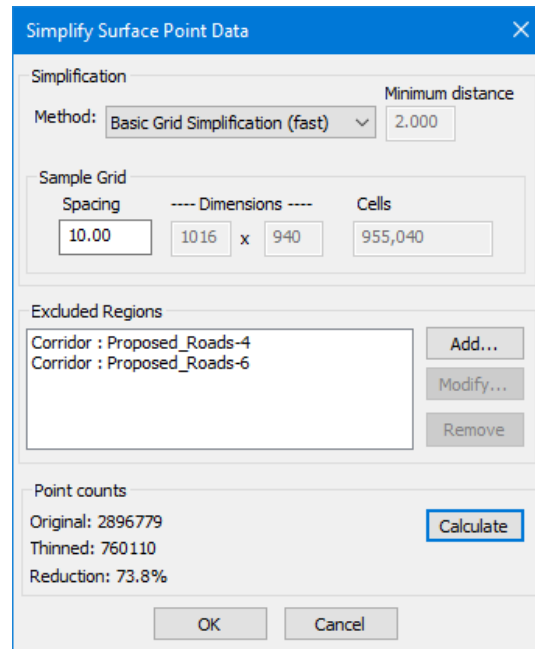 Simplify Surface Point Data
Simplification
Minimum distance
Method: Basic Grid Simplification (fast) 2.000
Sample Grid
Spacing ---- Dimensions ---- Cells
10.00 1016 x 940 955,040
Excluded Regions
Corridor : Proposed_Roads-4
Corridor : Proposed_Roads-6
Add...
Modify...
Remove
Point counts
Original: 2896779
Thinned: 760110
Reduction: 73.8%
Calculate
OK Cancel